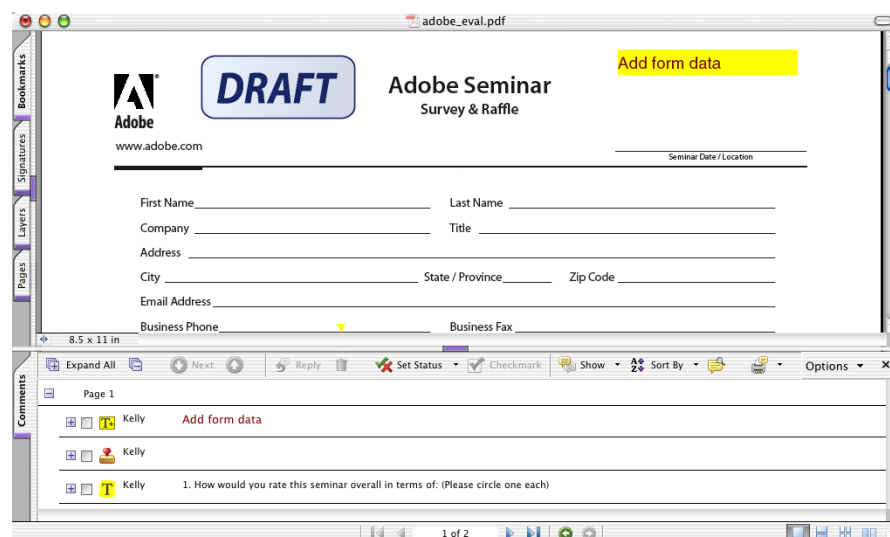 adobe_eval.pdf
Bookmarks
Signatures
Layers
Pages
Adobe
www.adobe.com
DRAFT
Adobe Seminar
Survey & Raffle
Add form data
Seminar Date / Location
First Name Last Name
Company Title
Address
City State / Province Zip Code
Email Address
Business Phone Business Fax
8.5 x 11 in
Comments
Expand All Next Reply Set Status Checkmark Show Sort By Options
Page 1
Kelly Add form data
Kelly
Kelly 1. How would you rate this seminar overall in terms of: (Please circle one each)
1 of 2